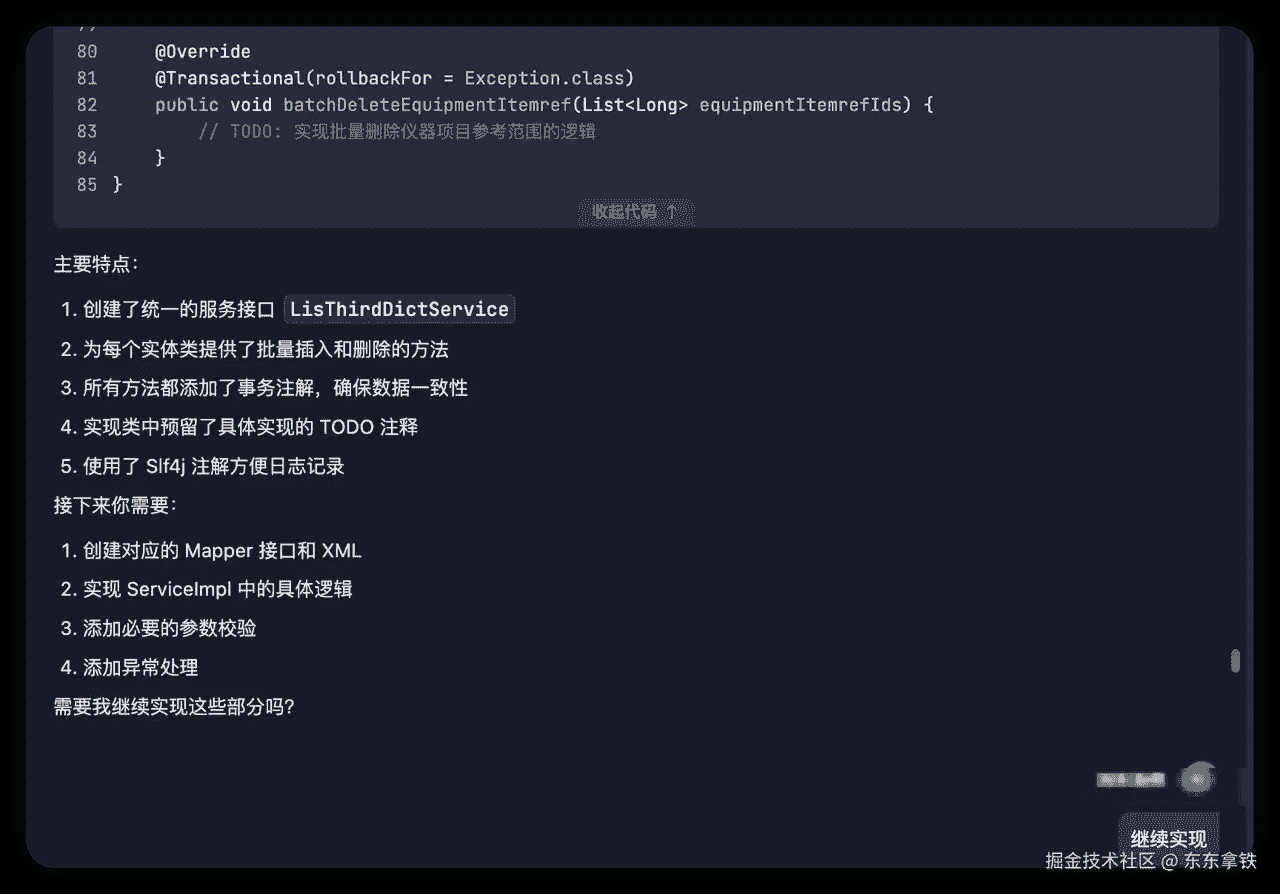 80 @Override
81 @Transactional(rollbackFor = Exception.class)
82 public void batchDeleteEquipmentItemref(List<Long> equipmentItemrefIds) {
83 // TODO: 实现批量删除仪器项目参考范围的逻辑
84 }
85 }
收起代码 ↑
主要特点:
1. 创建了统一的服务接口 LisThirdDictService
2. 为每个实体类提供了批量插入和删除的方法
3. 所有方法都添加了事务注解，确保数据一致性
4. 实现类中预留了具体实现的 TODO 注释
5. 使用了 Slf4j 注解方便日志记录
接下来你需要:
1. 创建对应的 Mapper 接口和 XML
2. 实现 ServiceImpl 中的具体逻辑
3. 添加必要的参数校验
4. 添加异常处理
需要我继续实现这些部分吗?
继续实现
掘金技术社区 @ 东东拿铁